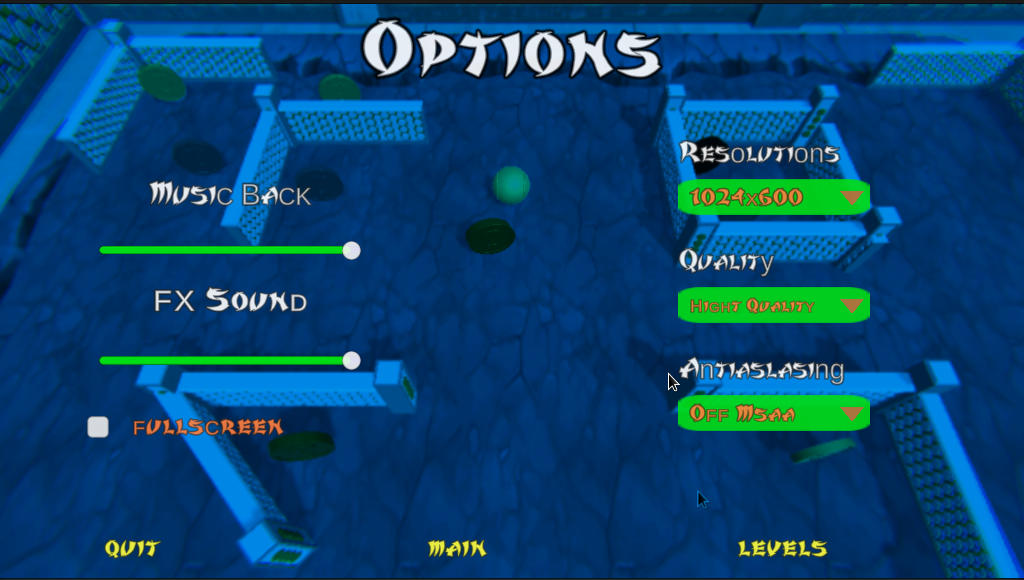 Options
Music Back
FX Sound
Fullscreen
Resolutions
1024x600
Quality
Hight Quality
Antiaslasing
Off Msaa
QUIT
MAIN
LEVELS